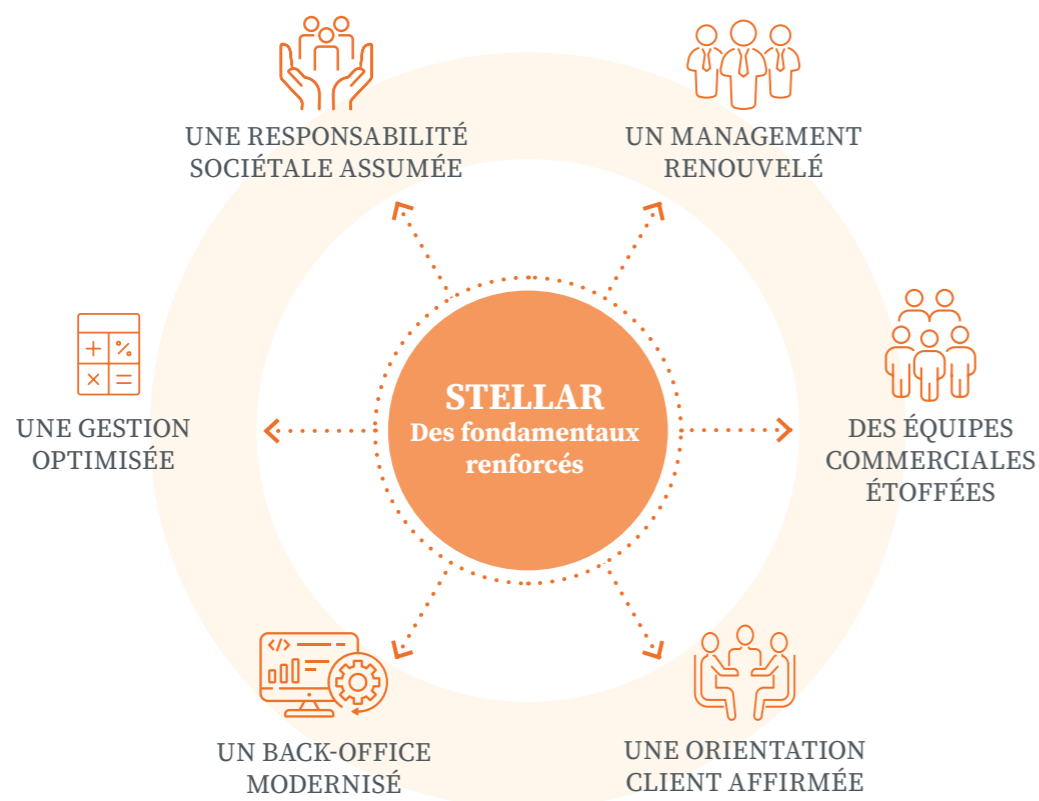 UNE RESPONSABILITÉ
SOCIÉTALE ASSUMÉE
UN MANAGEMENT
RENOUVELÉ
UNE GESTION
OPTIMISÉE
STELLAR
Des fondamentaux
renforcés
DES ÉQUIPES
COMMERCIALES
ÉTOFFÉES
UN BACK-OFFICE
MODERNISÉ
UNE ORIENTATION
CLIENT AFFIRMÉE